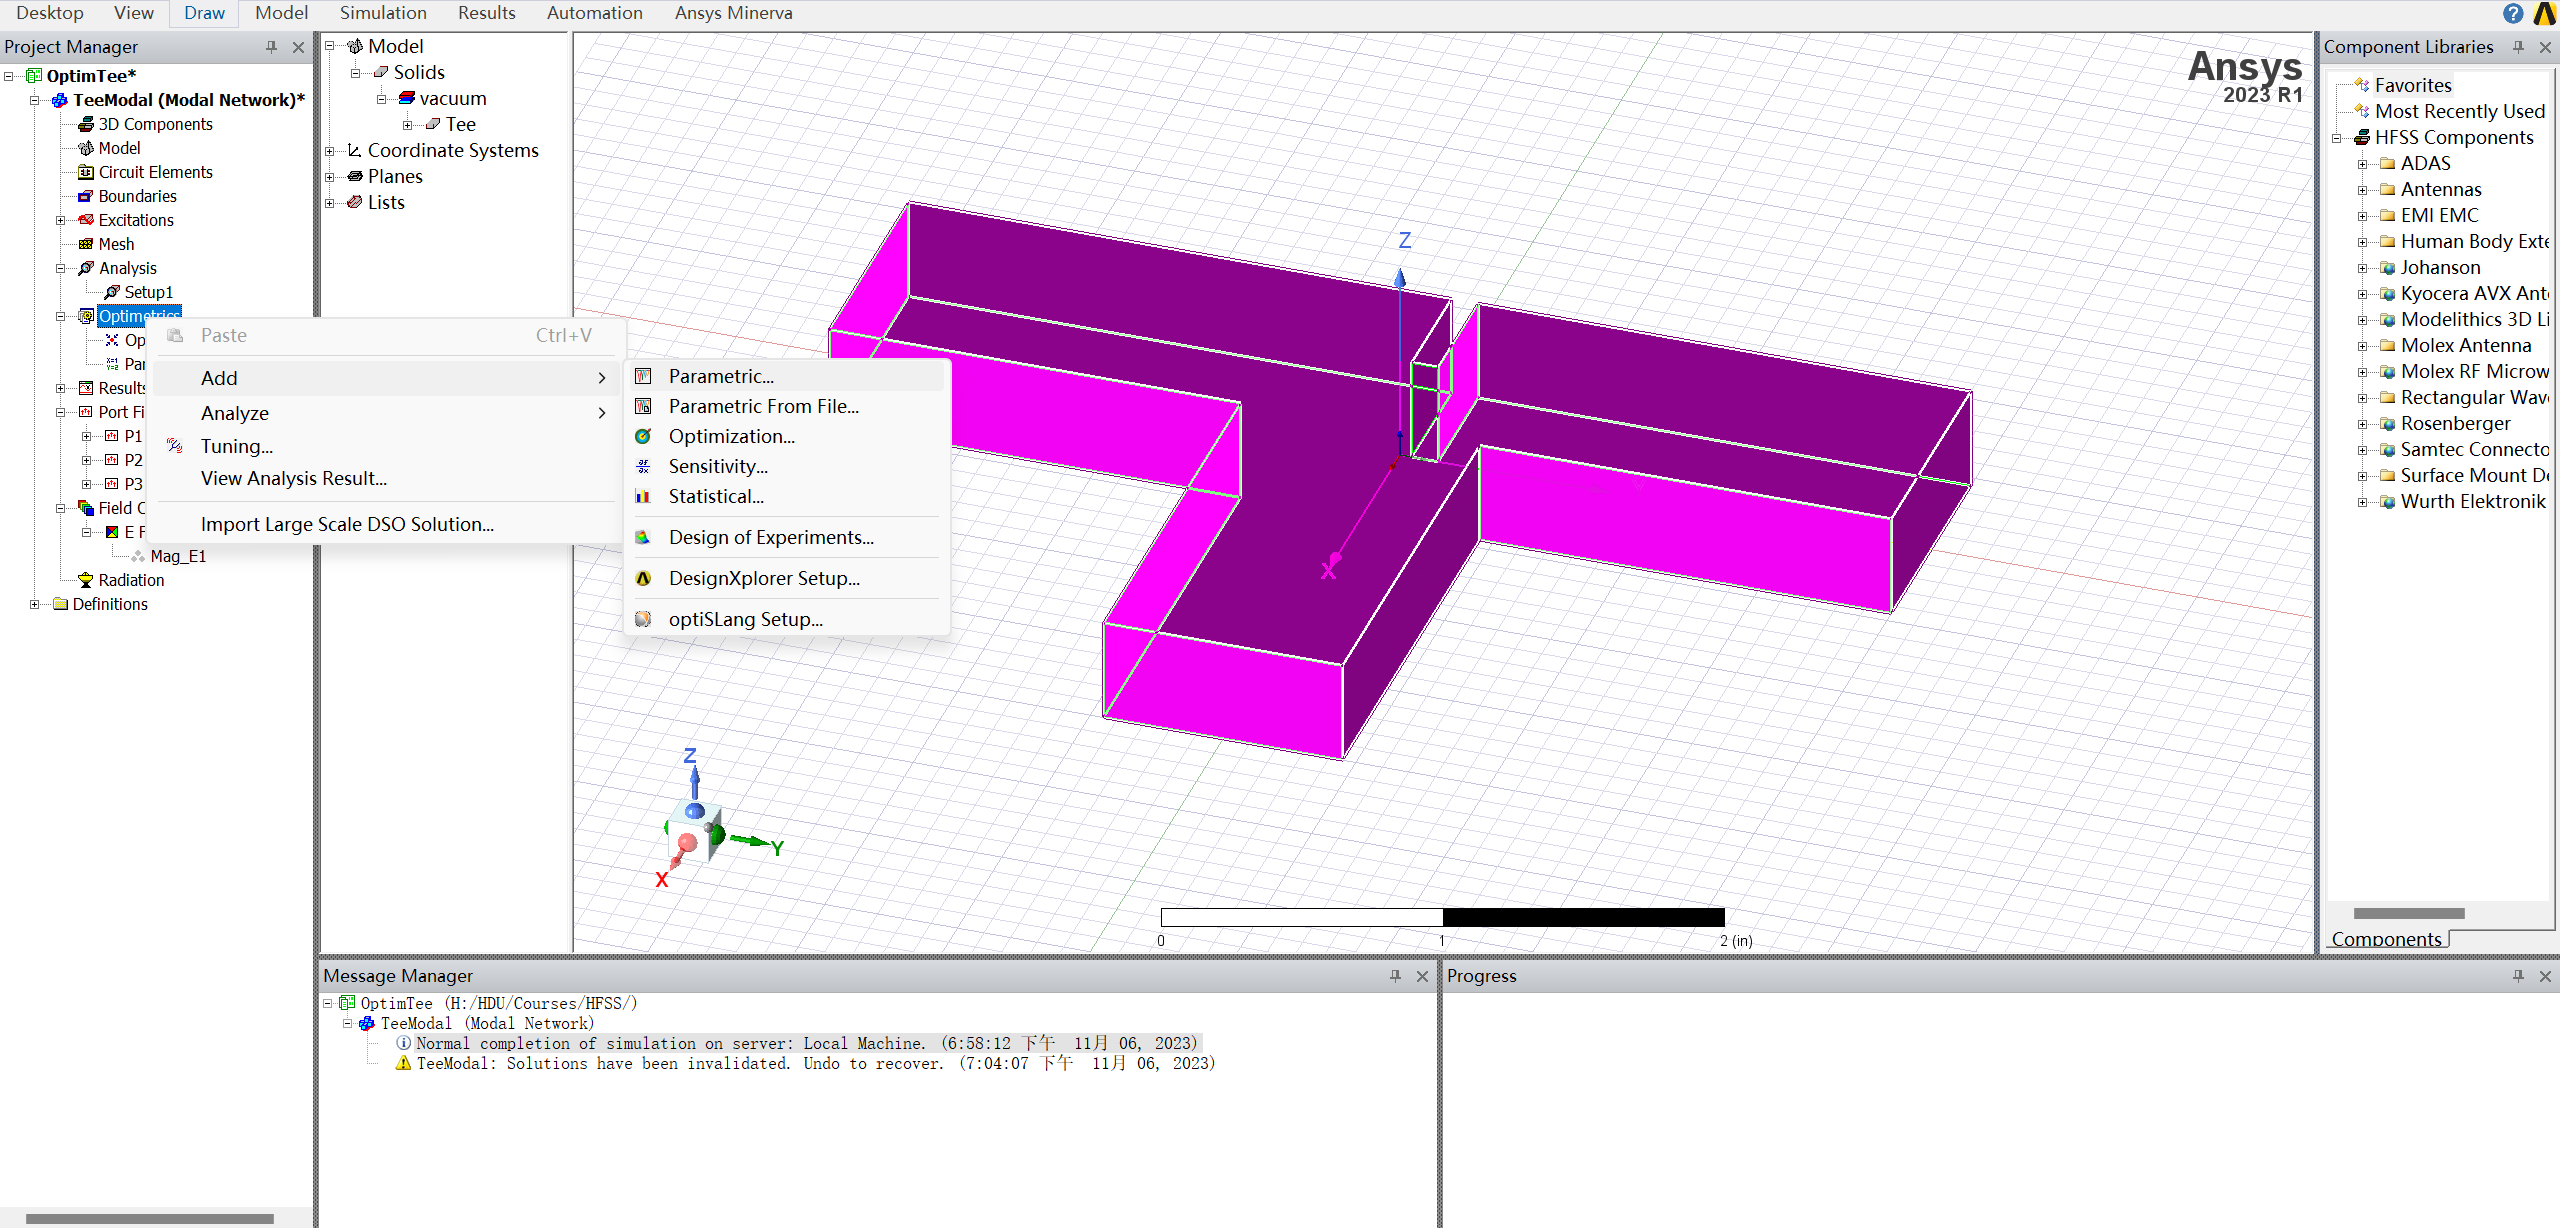 Desktop View Draw Model Simulation Results Automation Ansys Minerva
Project Manager
OptimTee*
TeeModal (Modal Network)*
3D Components
Model
Circuit Elements
Boundaries
Excitations
Mesh
Analysis
Setup1
Optimetrics
Op
Par
Results
Port Fi
P1
P2
P3
Field O
E F
Mag_E1
Radiation
Definitions
Paste Ctrl+V
Add
Analyze
Tuning...
View Analysis Result...
Import Large Scale DSO Solution...
Parametric...
Parametric From File...
Optimization...
Sensitivity...
Statistical...
Design of Experiments...
DesignXplorer Setup...
optiSLang Setup...
Model
Solids
vacuum
Tee
Coordinate Systems
Planes
Lists
Ansys
2023 R1
Z
X
Z
Y
X
0 1 2 (in)
Component Libraries
Favorites
Most Recently Used
HFSS Components
ADAS
Antennas
EMI EMC
Human Body Exte
Johanson
Kyocera AVX Ant
Modelithics 3D Li
Molex Antenna
Molex RF Microw
Rectangular Wav
Rosenberger
Samtec Connecto
Surface Mount De
Wurth Elektronik
Components
Message Manager
OptimTee (H:/HDU/Courses/HFSS/)
TeeModal (Modal Network)
Normal completion of simulation on server: Local Machine. (6:58:12 下午 11月 06, 2023)
TeeModal: Solutions have been invalidated. Undo to recover. (7:04:07 下午 11月 06, 2023)
Progress